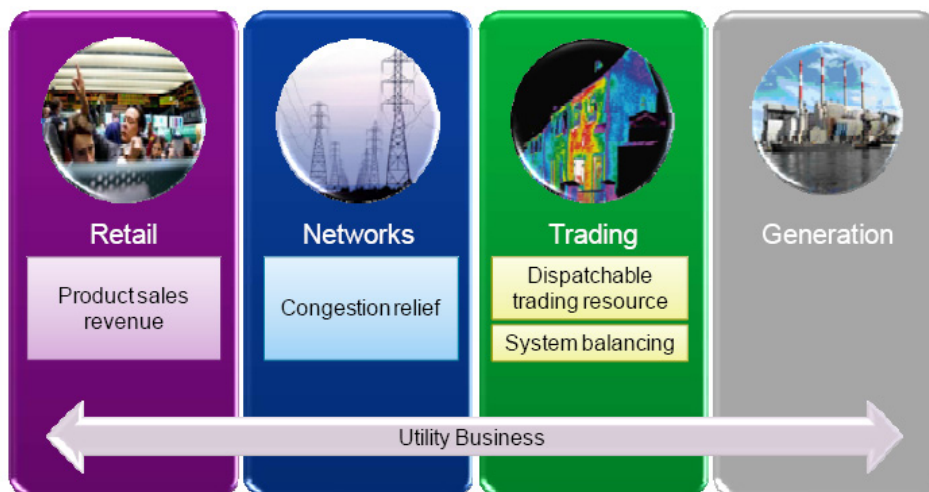 Retail
Product sales
revenue
Networks
Congestion relief
Trading
Dispatchable
trading resource
System balancing
Generation
Utility Business